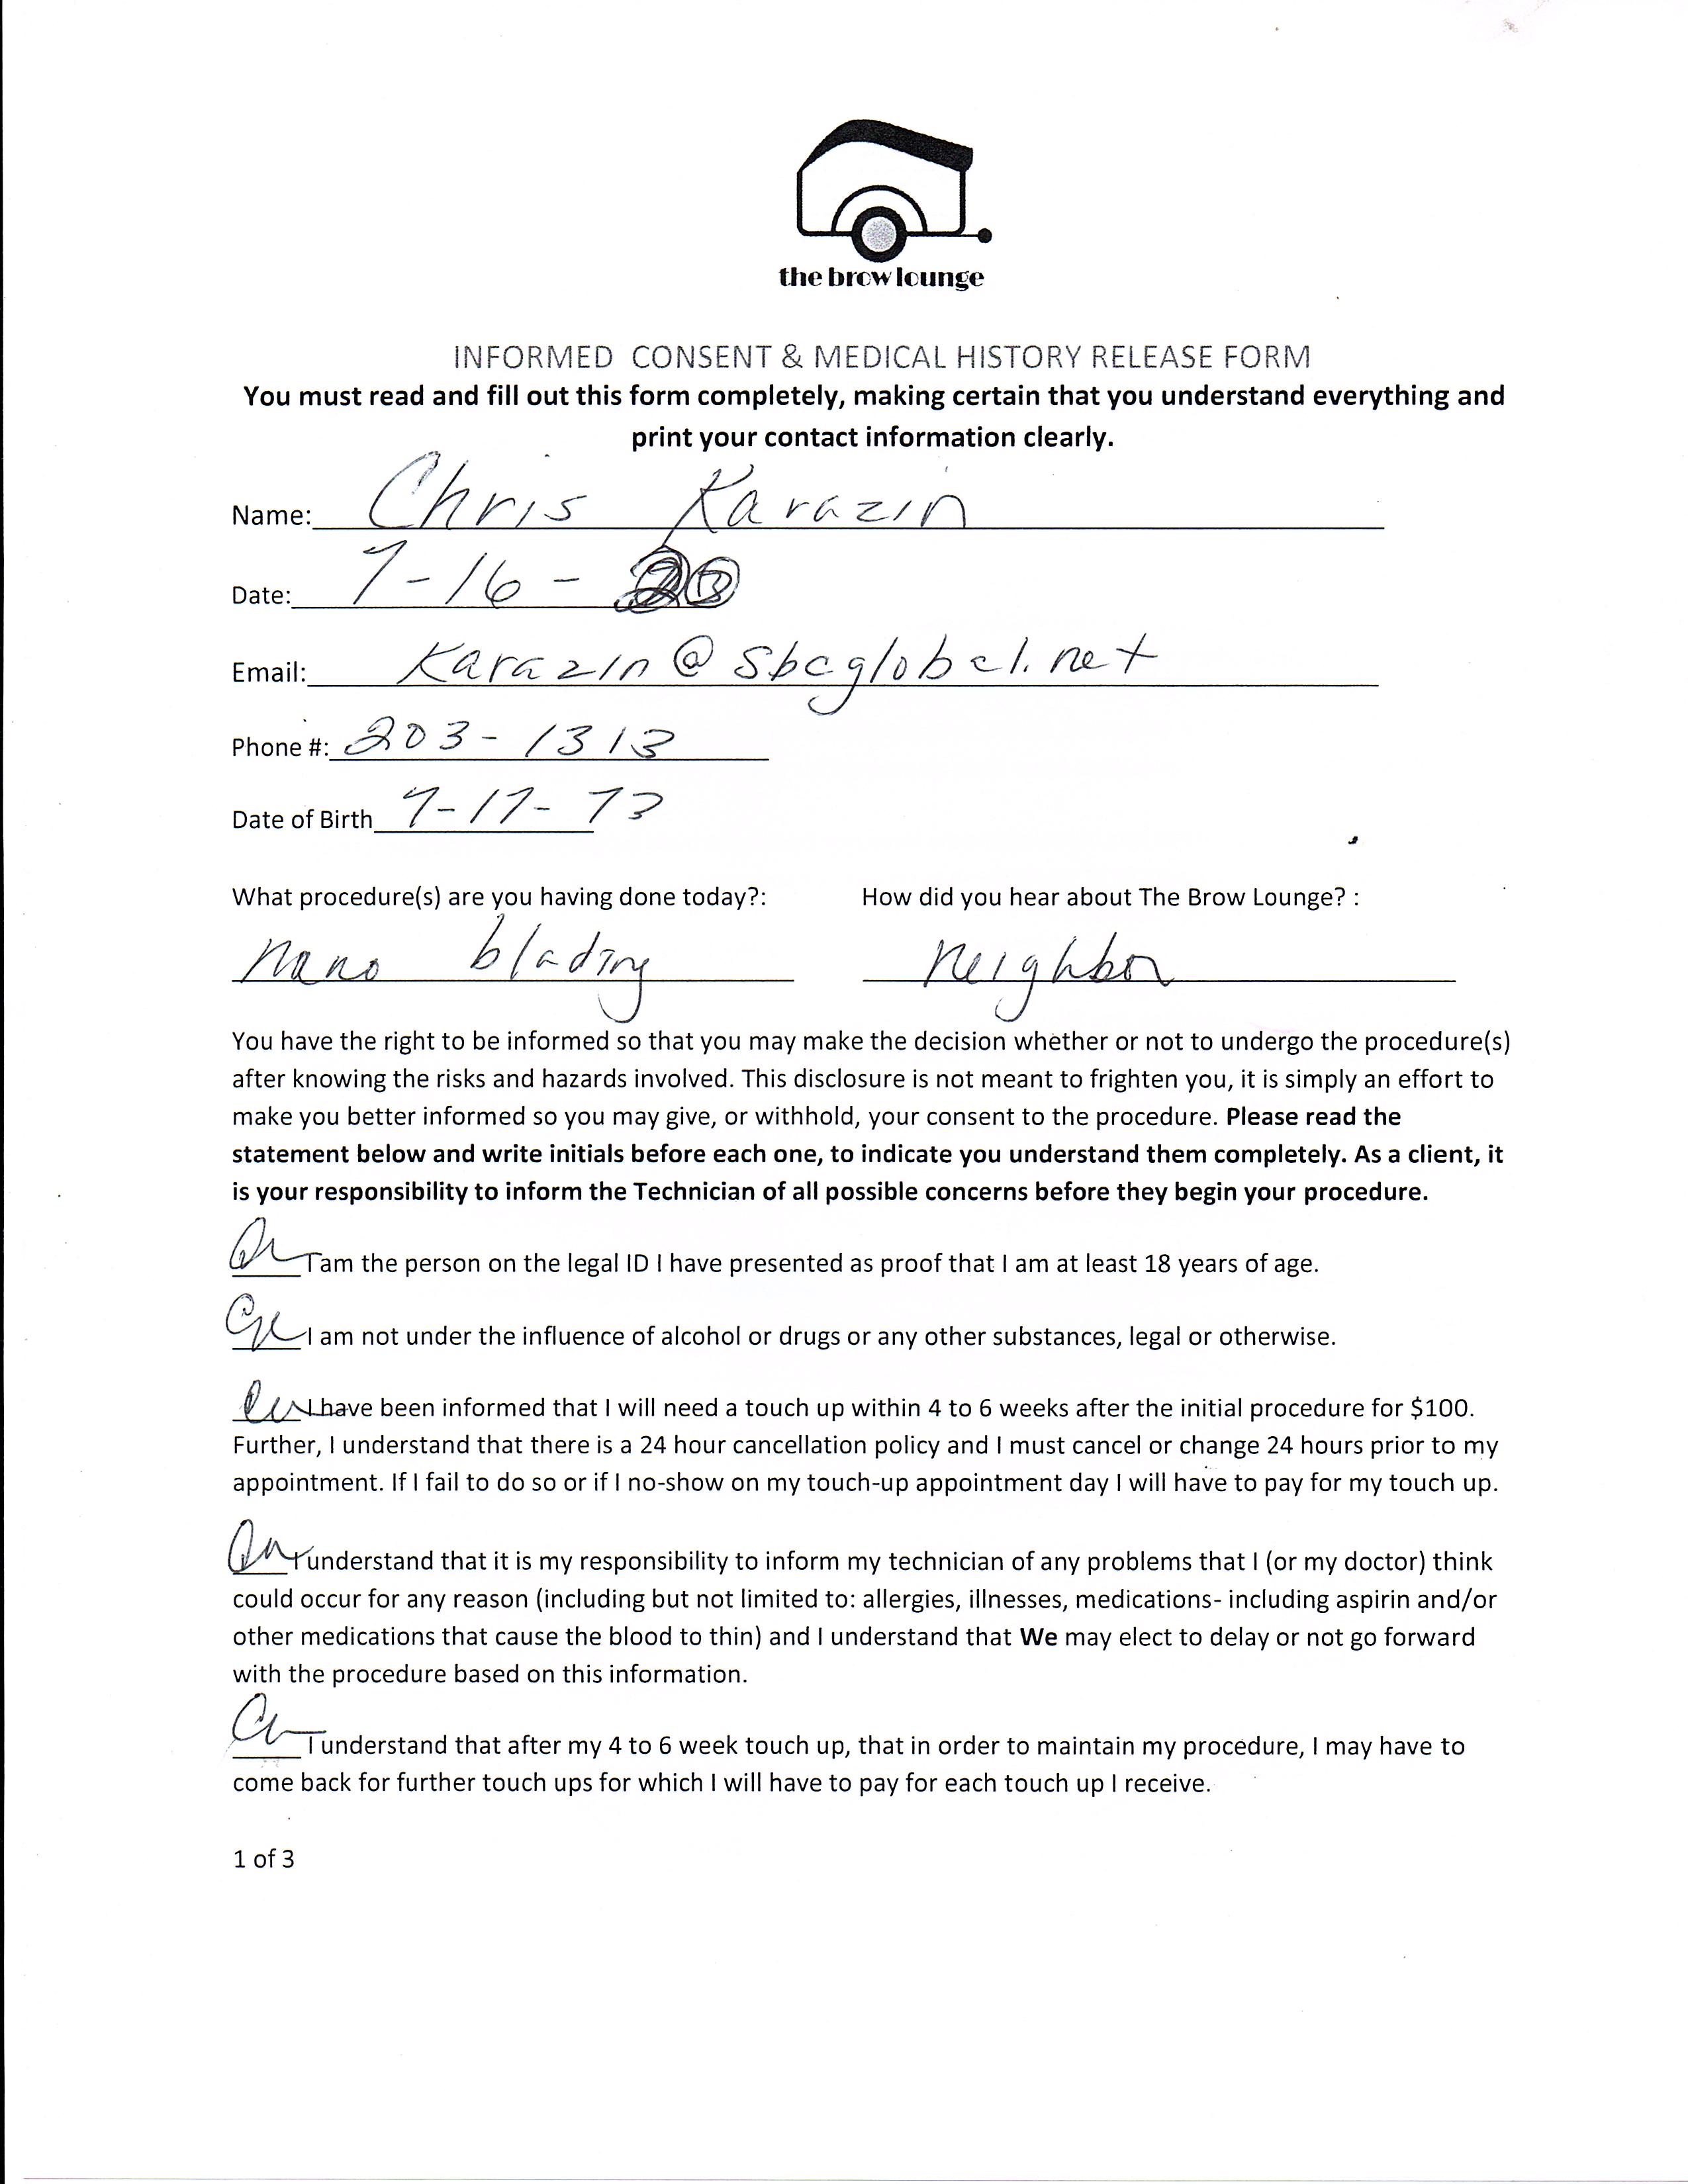 the brow lounge
INFORMED CONSENT & MEDICAL HISTORY RELEASE FORM
You must read and fill out this form completely, making certain that you understand everything and
print your contact information clearly.
Name: Chris Karazin
Date: 7-16-
Email: Karazin@sbcglobal.net
Phone #: 203-1313
Date of Birth 7-17-73
What procedure(s) are you having done today?: How did you hear about The Brow Lounge? :
nano blading neighbor
You have the right to be informed so that you may make the decision whether or not to undergo the procedure(s)
after knowing the risks and hazards involved. This disclosure is not meant to frighten you, it is simply an effort to
make you better informed so you may give, or withhold, your consent to the procedure. Please read the
statement below and write initials before each one, to indicate you understand them completely. As a client, it
is your responsibility to inform the Technician of all possible concerns before they begin your procedure.
I am the person on the legal ID I have presented as proof that I am at least 18 years of age.
I am not under the influence of alcohol or drugs or any other substances, legal or otherwise.
I have been informed that I will need a touch up within 4 to 6 weeks after the initial procedure for $100.
Further, I understand that there is a 24 hour cancellation policy and I must cancel or change 24 hours prior to my
appointment. If I fail to do so or if I no-show on my touch-up appointment day I will have to pay for my touch up.
I understand that it is my responsibility to inform my technician of any problems that I (or my doctor) think
could occur for any reason (including but not limited to: allergies, illnesses, medications- including aspirin and/or
other medications that cause the blood to thin) and I understand that We may elect to delay or not go forward
with the procedure based on this information.
I understand that after my 4 to 6 week touch up, that in order to maintain my procedure, I may have to
come back for further touch ups for which I will have to pay for each touch up I receive.
1 of 3